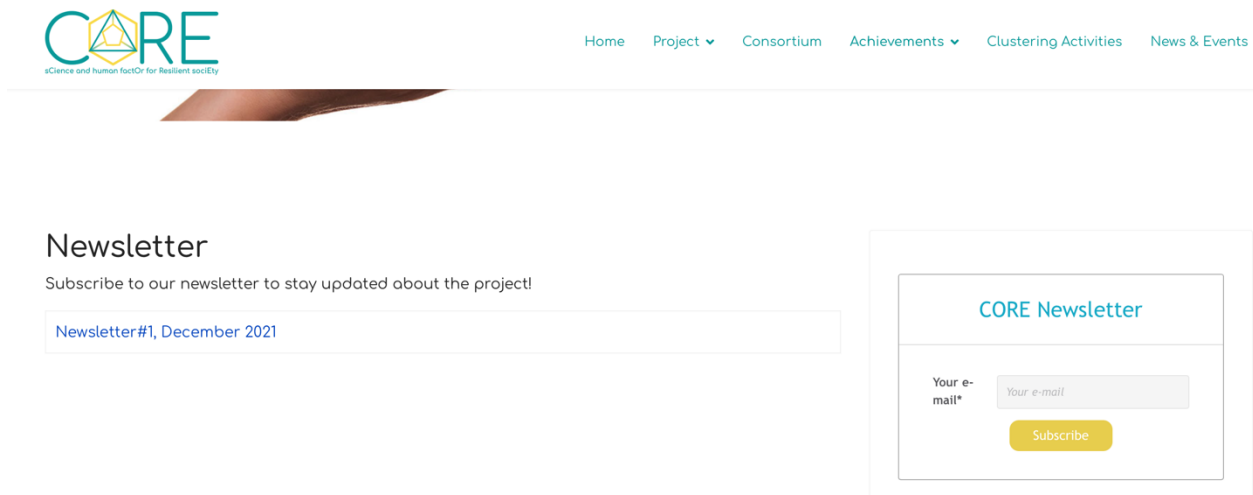 CORE
sCience and human factOr for Resilient sociEty
Home Project Consortium Achievements Clustering Activities News & Events
Newsletter
Subscribe to our newsletter to stay updated about the project!
Newsletter#1, December 2021
CORE Newsletter
Your e-
mail*
Your e-mail
Subscribe